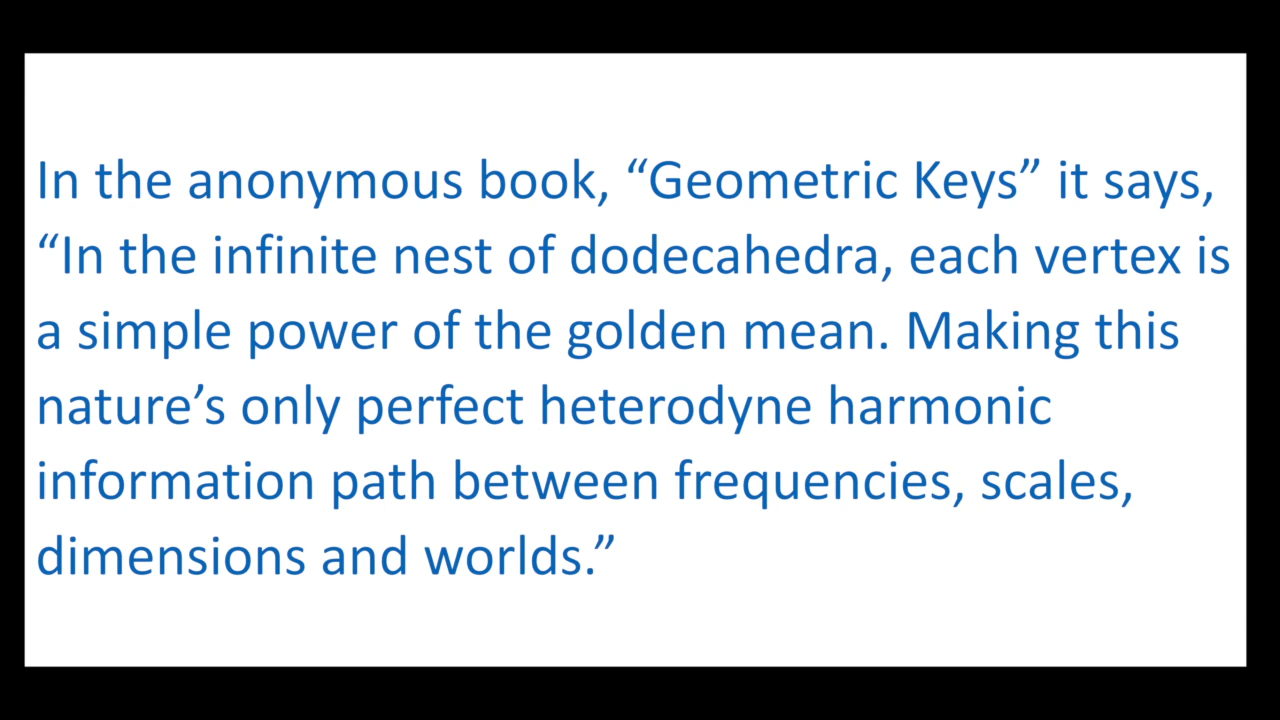 In the anonymous book, “Geometric Keys” it says,
“In the infinite nest of dodecahedra, each vertex is
a simple power of the golden mean. Making this
nature’s only perfect heterodyne harmonic
information path between frequencies, scales,
dimensions and worlds.”